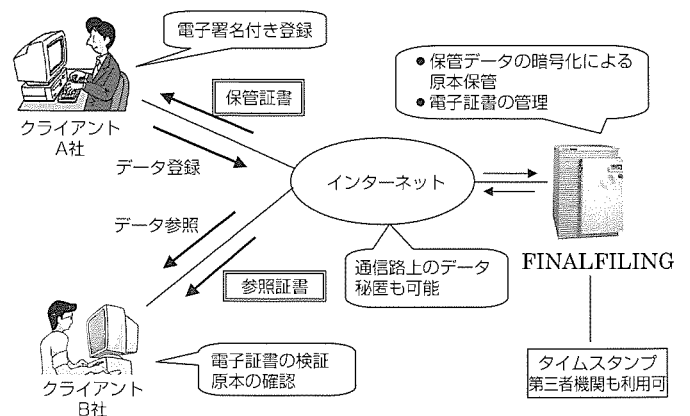 電子署名付き登録
保管証書
クライアント
A社
データ登録
● 保管データの暗号化による
原本保管
● 電子証書の管理
インターネット
データ参照
参照証書
通信路上のデータ
秘匿も可能
FINALFILING
電子証書の検証
原本の確認
クライアント
B社
タイムスタンプ
第三者機関も利用可